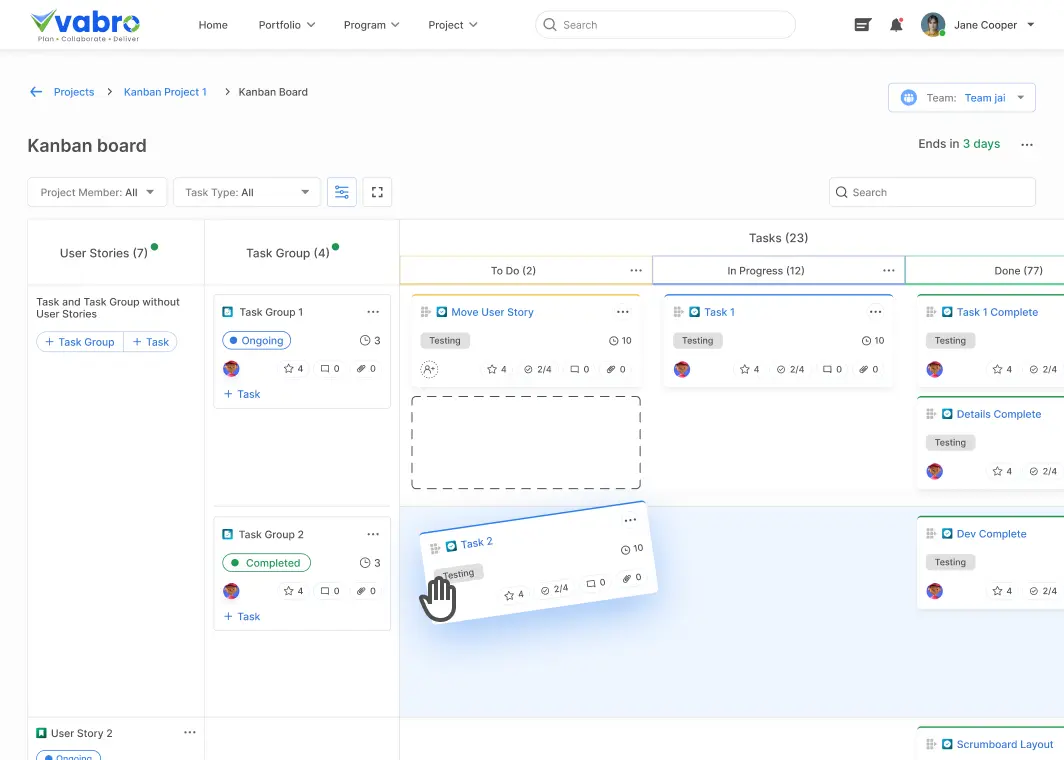 vabro
Plan • Collaborate • Deliver
Home
Portfolio
Program
Project
Search
Jane Cooper
Projects
Kanban Project 1
Kanban Board
Team: Team jai
Kanban board
Ends in 3 days
Project Member: All
Task Type: All
Search
User Stories (7)
Task Group (4)
Tasks (23)
To Do (2)
In Progress (12)
Done (77)
Task and Task Group without
User Stories
+ Task Group
+ Task
Task Group 1
Ongoing
3
4
0
0
+ Task
Move User Story
Testing
10
4
2/4
0
0
Task 1
Testing
10
4
2/4
0
0
Task 1 Complete
Testing
4
2/4
Details Complete
Testing
4
2/4
Task Group 2
Completed
3
4
0
0
+ Task
Task 2
Testing
10
4
2/4
0
0
Dev Complete
Testing
4
2/4
User Story 2
Ongoing
Scrumboard Layout